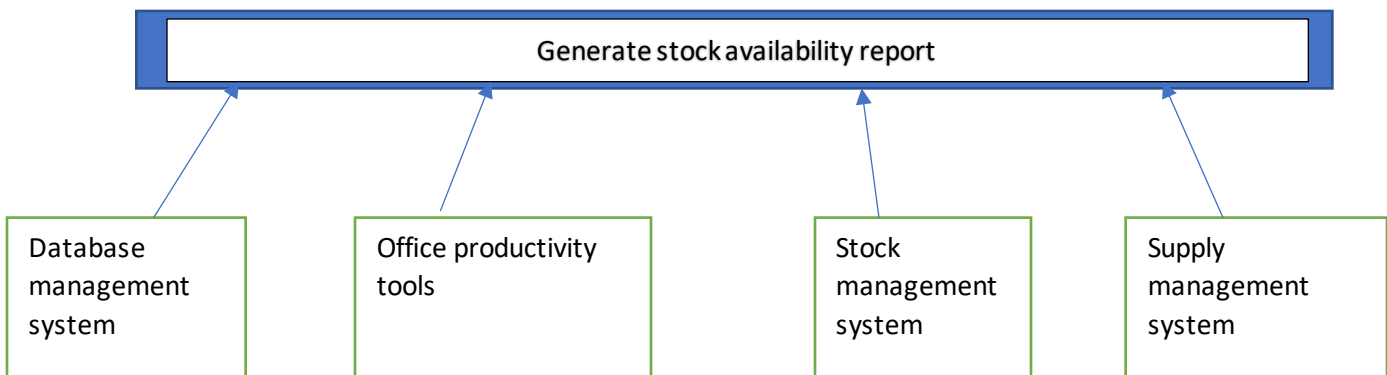 Generate stock availability report
Database
management
system
Office productivity
tools
Stock
management
system
Supply
management
system